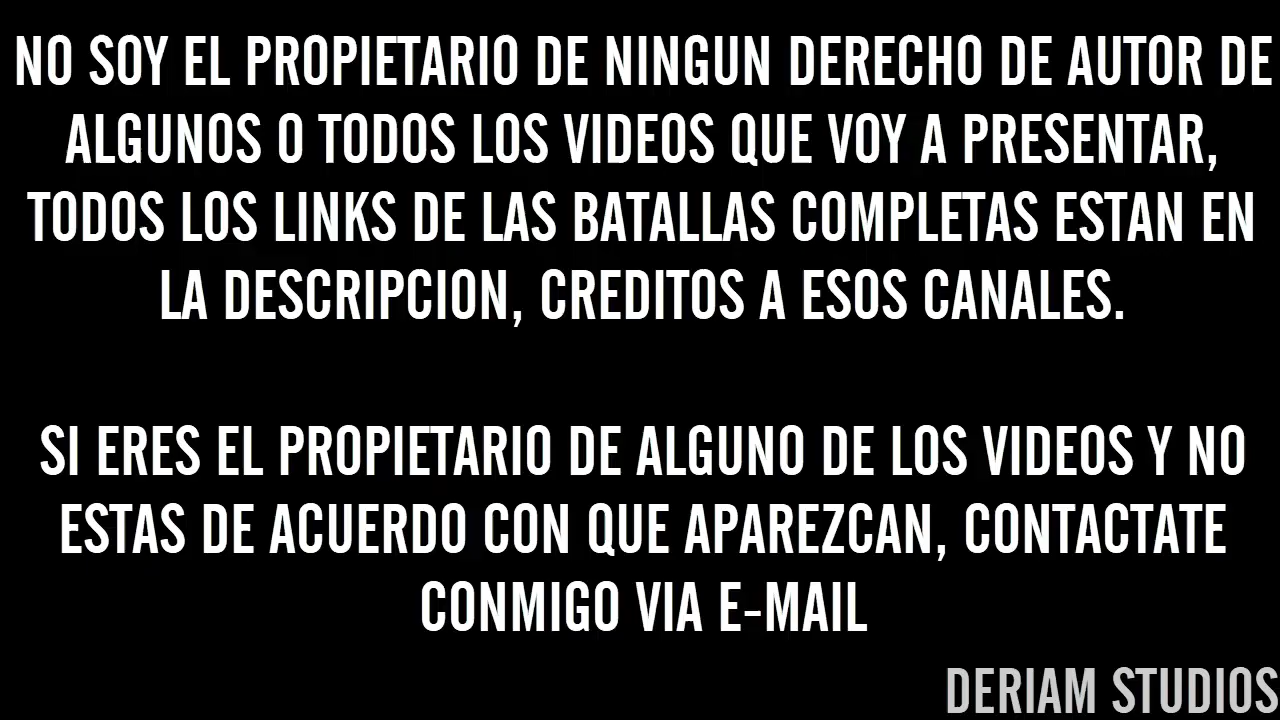 NO SOY EL PROPIETARIO DE NINGUN DERECHO DE AUTOR DE
ALGUNOS O TODOS LOS VIDEOS QUE VOY A PRESENTAR,
TODOS LOS LINKS DE LAS BATALLAS COMPLETAS ESTAN EN
LA DESCRIPCION, CREDITOS A ESOS CANALES.
SI ERES EL PROPIETARIO DE ALGUNO DE LOS VIDEOS Y NO
ESTAS DE ACUERDO CON QUE APAREZCAN, CONTACTATE
CONMIGO VIA E-MAIL
DERIAM STUDIOS